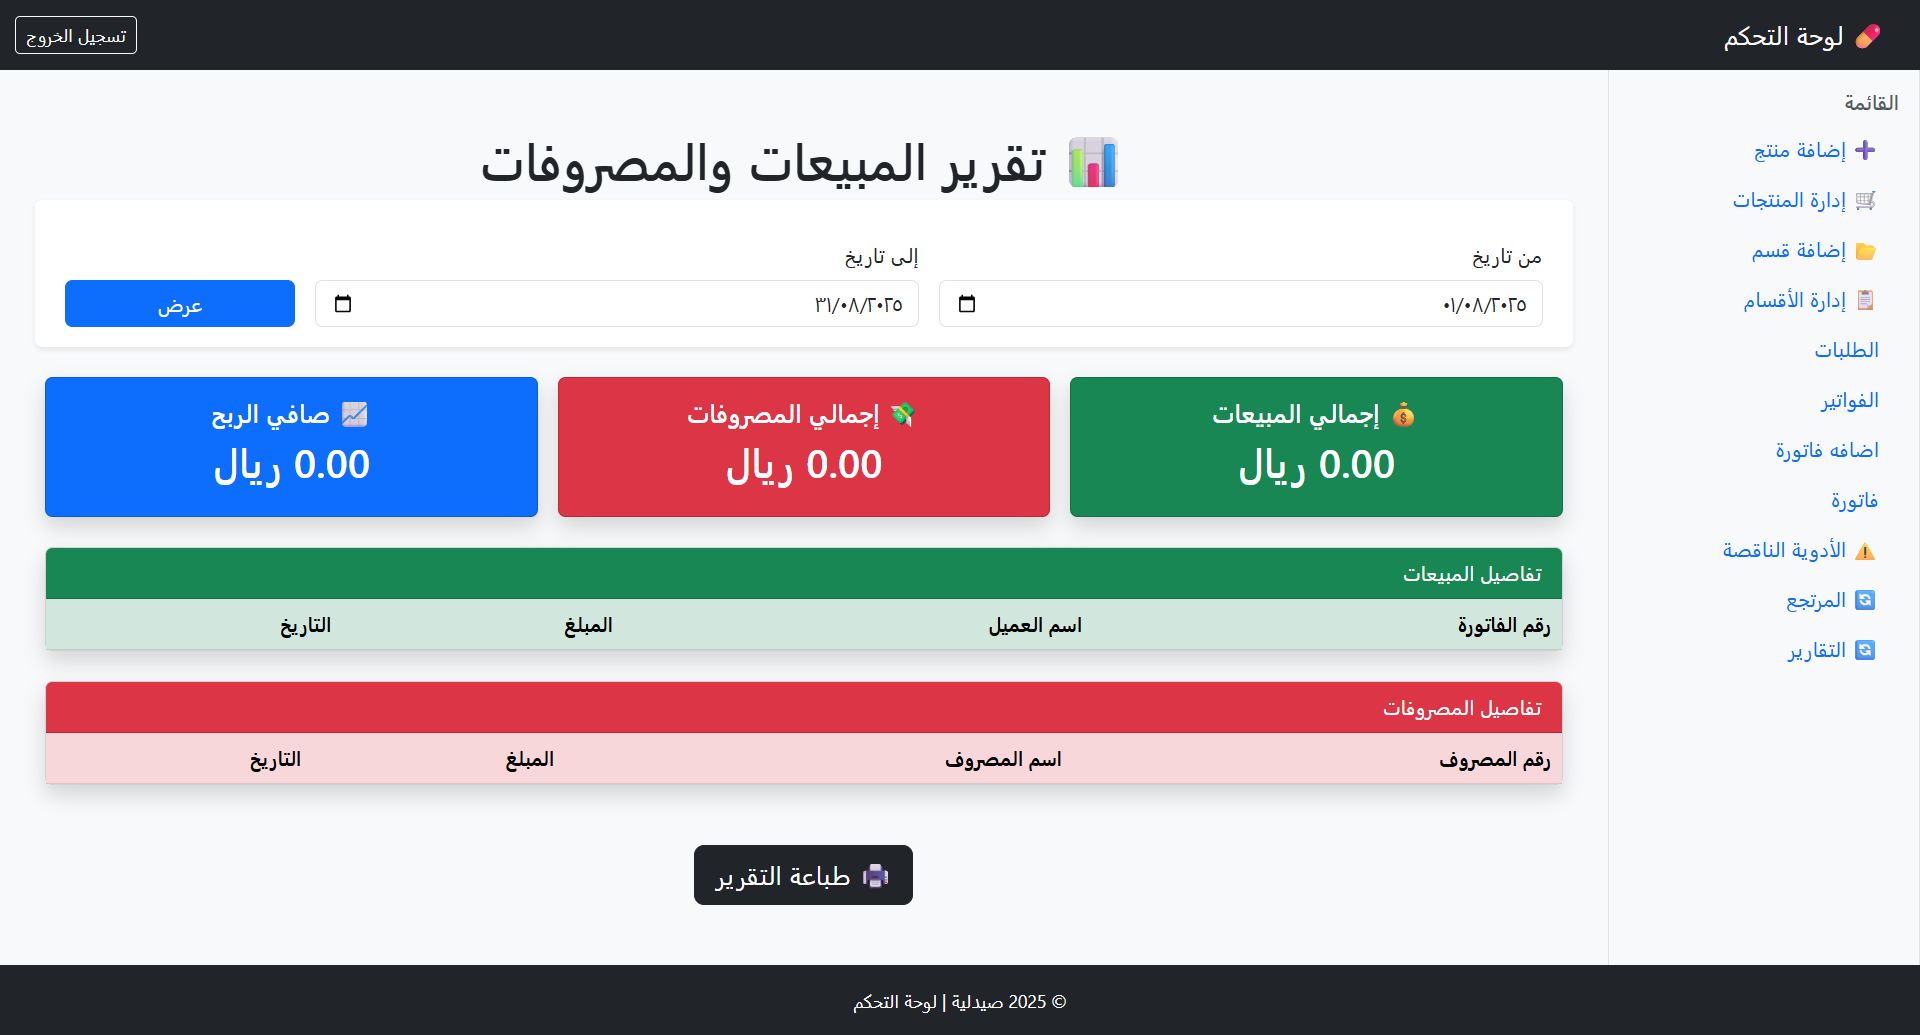 لوحة التحكم
تسجيل الخروج
القائمة
إضافة منتج
إدارة المنتجات
إضافة قسم
إدارة الأقسام
الطلبات
الفواتير
اضافه فاتورة
فاتورة
الأدوية الناقصة
المرتجع
التقارير
تقرير المبيعات والمصروفات
من تاريخ
٠١/٠٨/٢٠٢٥
إلى تاريخ
٣١/٠٨/٢٠٢٥
عرض
إجمالي المبيعات
0.00 ريال
إجمالي المصروفات
0.00 ريال
صافي الربح
0.00 ريال
تفاصيل المبيعات
رقم الفاتورة اسم العميل المبلغ التاريخ
تفاصيل المصروفات
رقم المصروف اسم المصروف المبلغ التاريخ
طباعة التقرير
© 2025 صيدلية | لوحة التحكم